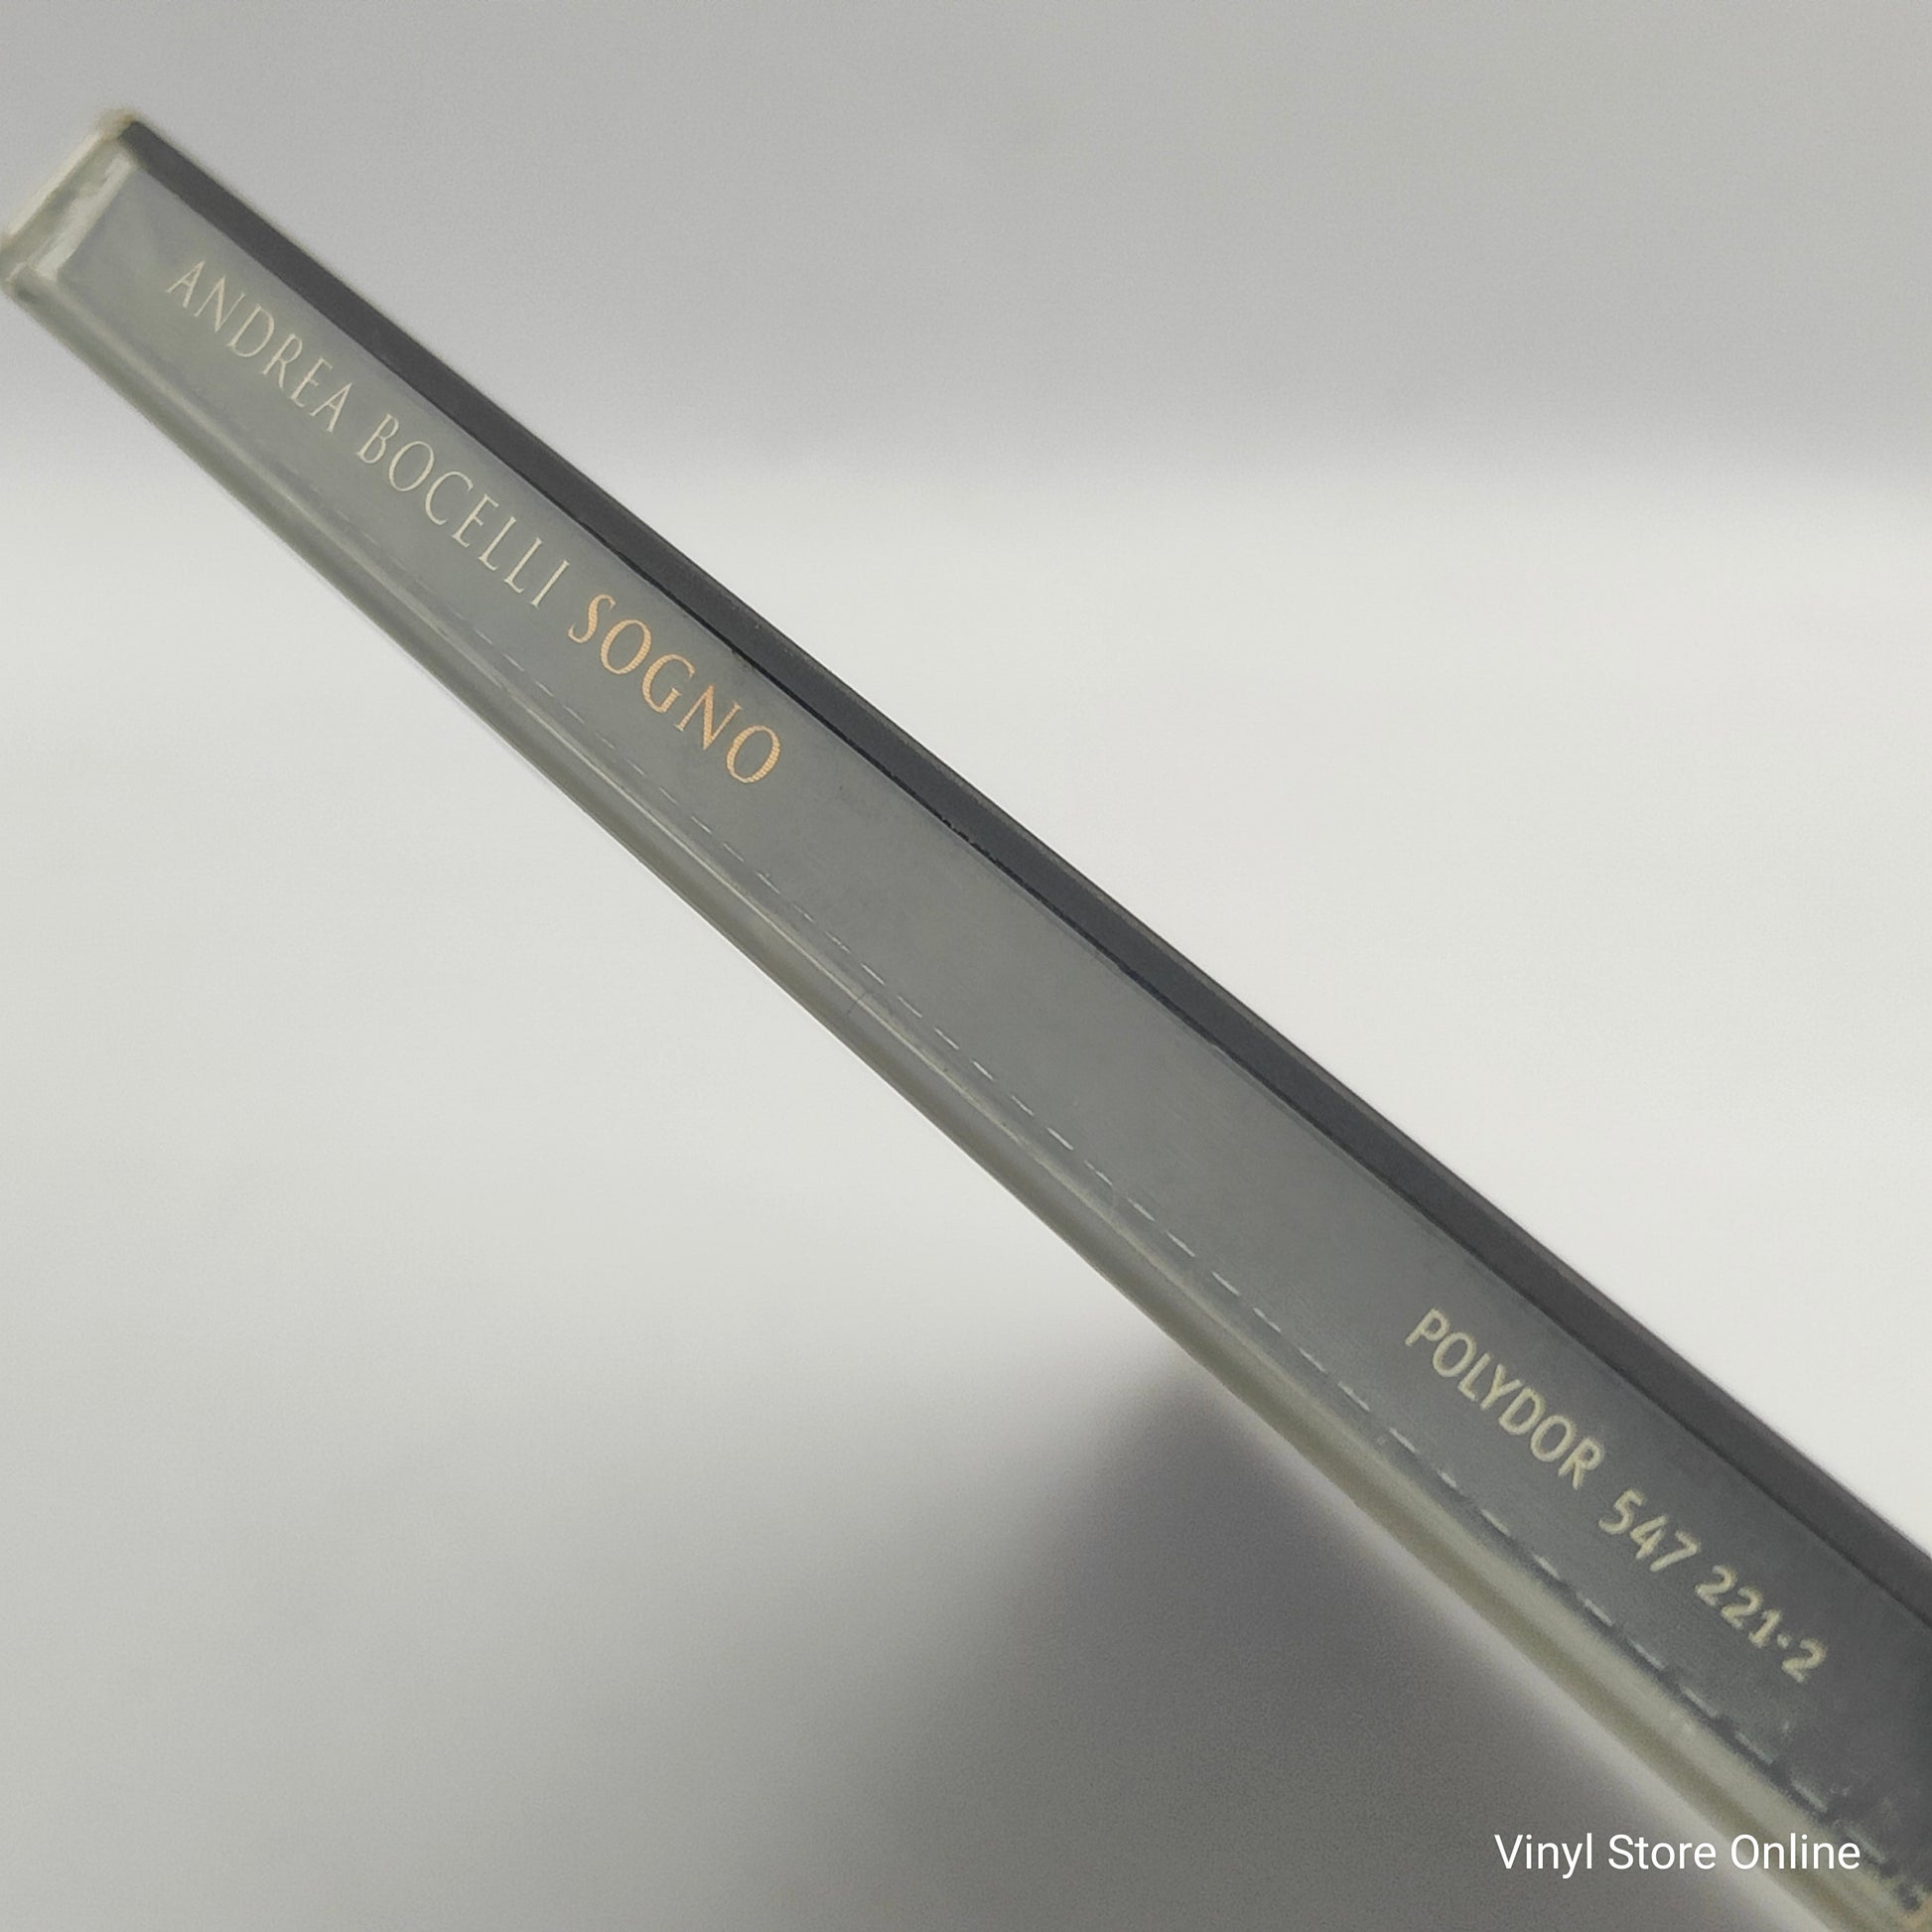 ANDREA BOCELLI SOGNO
POLYDOR 547 221-2
Vinyl Store Online